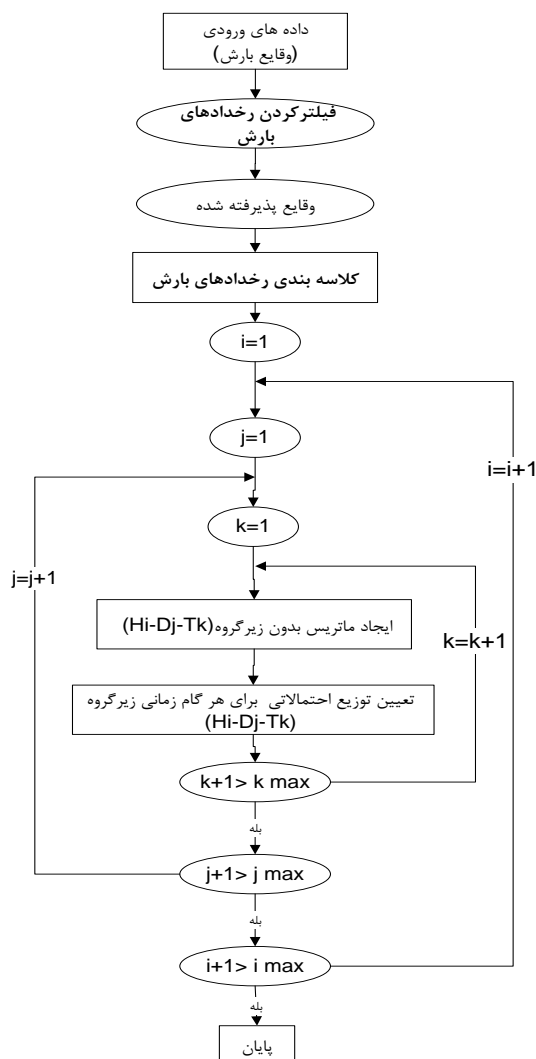 داده های ورودی
(وقایع بارش)
فیلترکردن رخدادهای
بارش
وقایع پذیرفته شده
کلاسه بندی رخدادهای بارش
i=1
j=1
i=i+1
k=1
j=j+1
ایجاد ماتریس بدون زیرگروه(Hi-Dj-Tk)
k=k+1
تعیین توزیع احتمالاتی برای هر گام زمانی زیرگروه
(Hi-Dj-Tk)
k+1> k max
بله
j+1> j max
بله
i+1> i max
بله
پایان